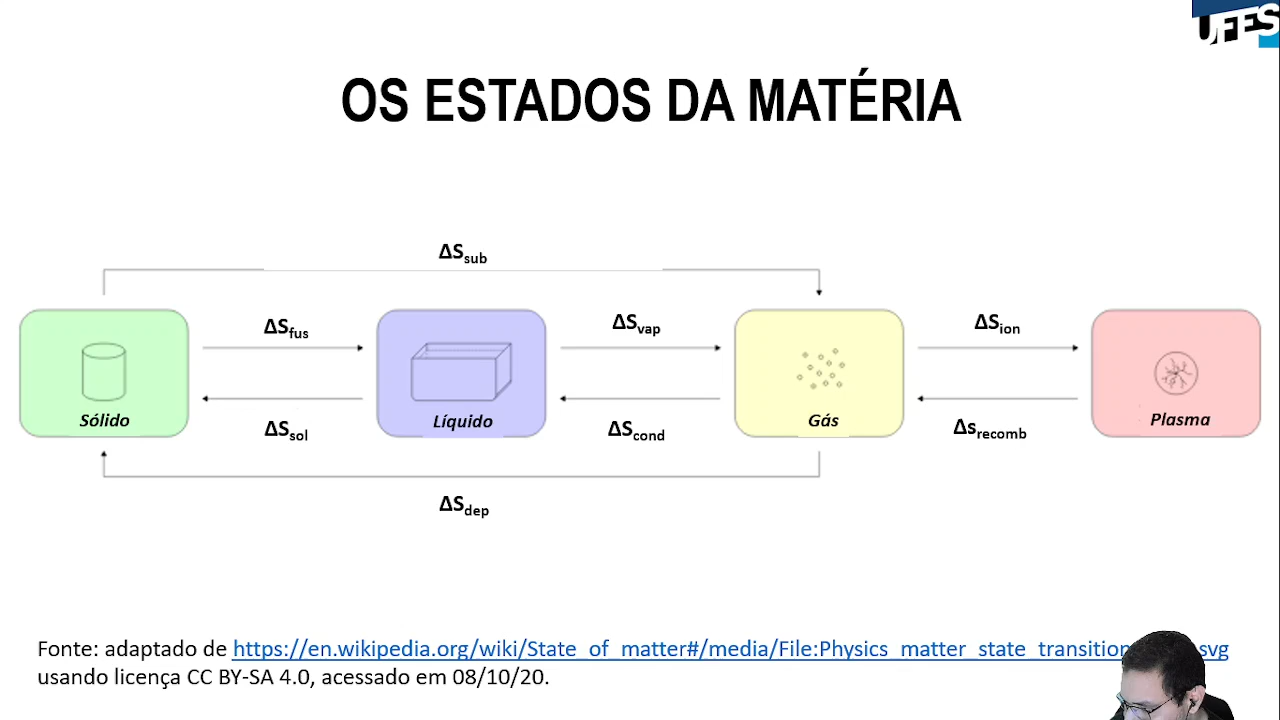 UFES
OS ESTADOS DA MATÉRIA
ΔSsub
ΔSfus
ΔSvap
ΔSion
Sólido
Líquido
Gás
Plasma
ΔSsol
ΔScond
Δsrecomb
ΔSdep
Fonte: adaptado de https://en.wikipedia.org/wiki/State_of_matter#/media/File:Physics_matter_state_transition svg
usando licença CC BY-SA 4.0, acessado em 08/10/20.